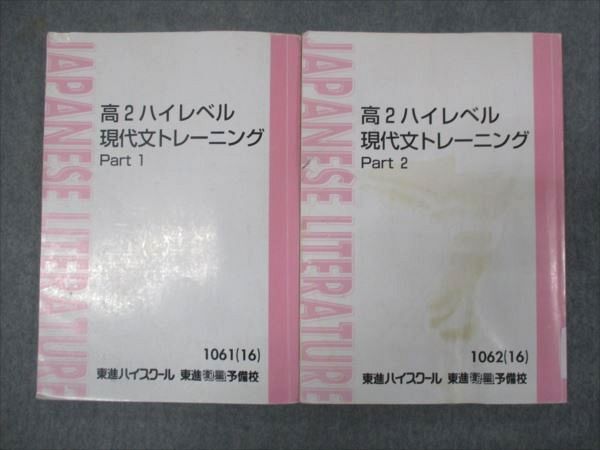 JAPANESE LITERATURE
高2ハイレベル
現代文トレーニング
Part 1
1061(16)
東進ハイスクール 東進衛星予備校
JAPANESE LITERATURE
高2ハイレベル
現代文トレーニング
Part 2
1062(16)
東進ハイスクール 東進衛星予備校